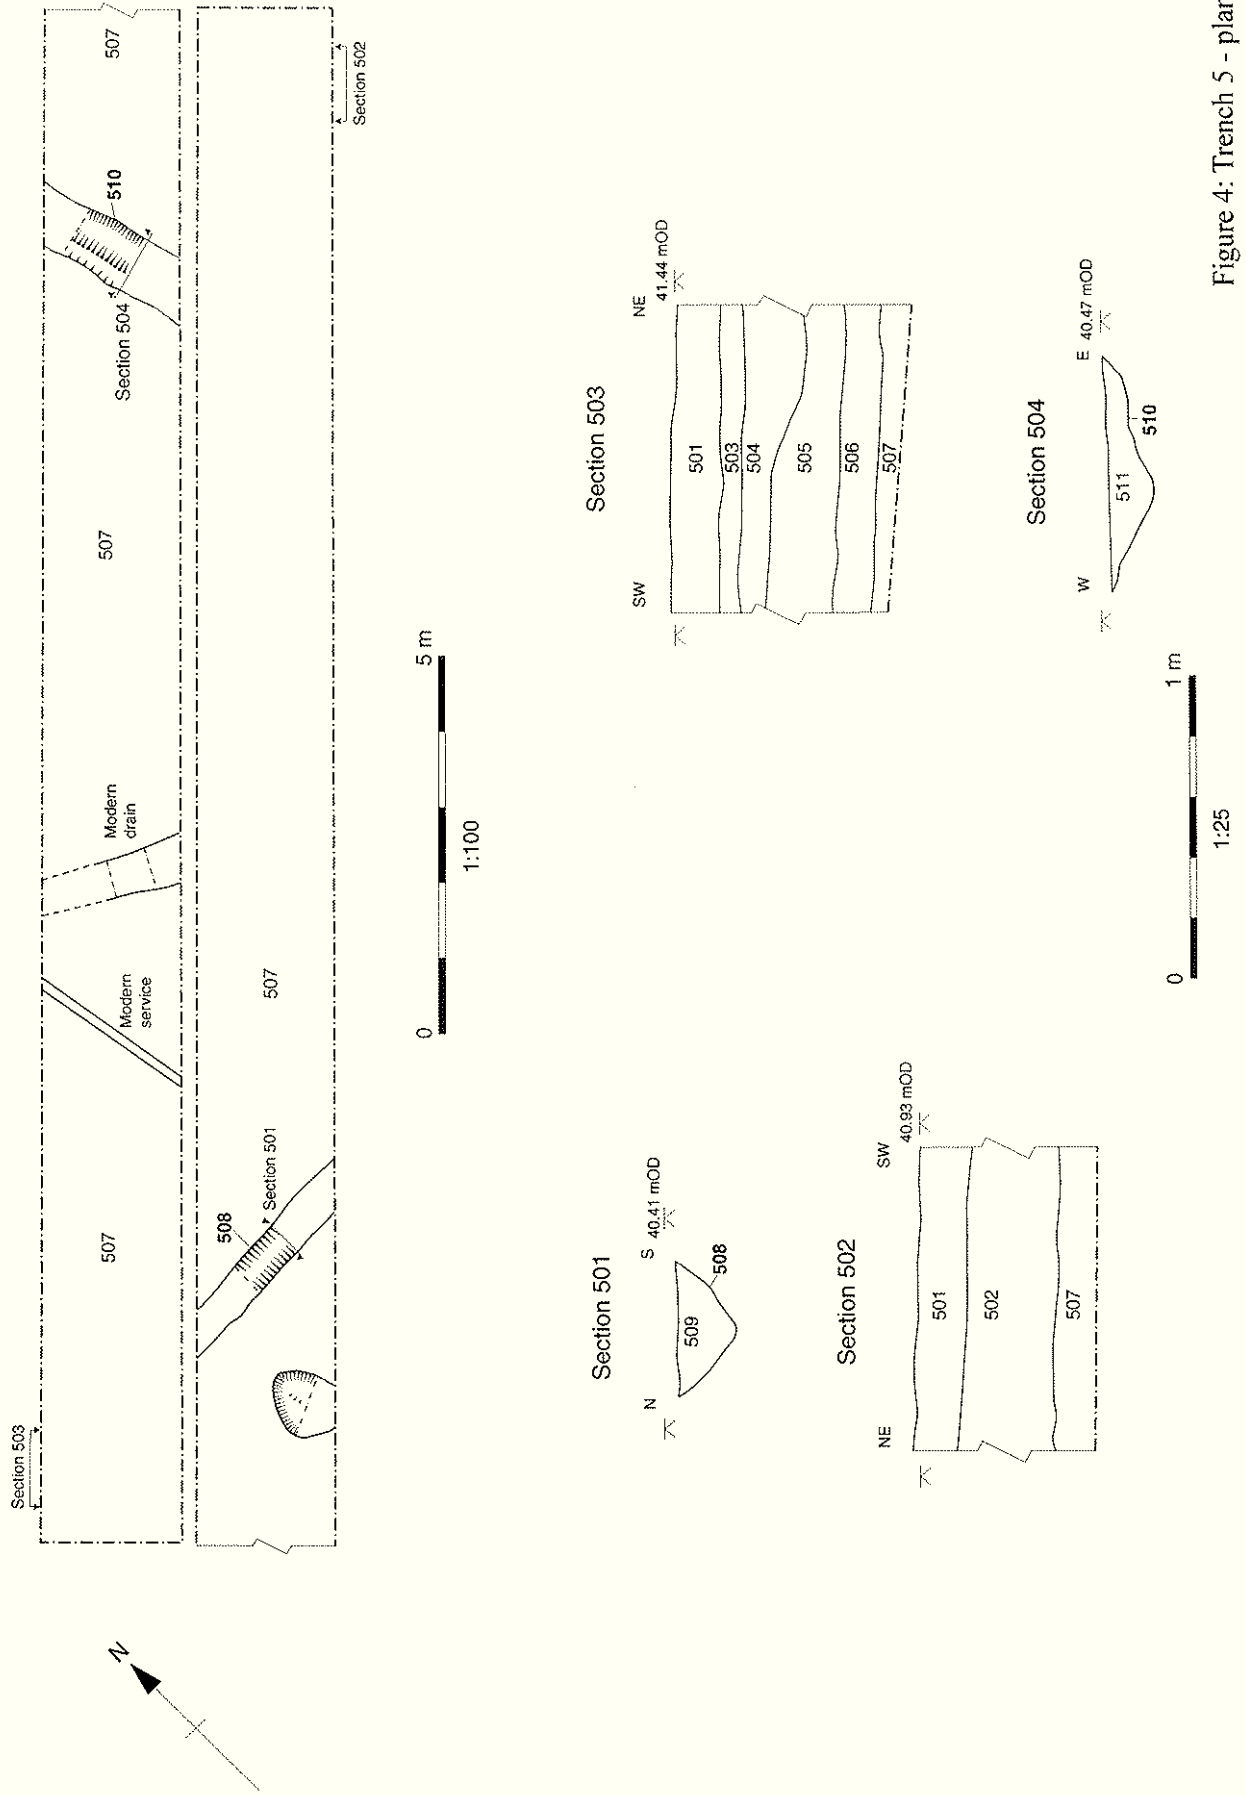 Section 503
N
507
Modern service
Modern drain
507
Section 504
510
507
508
Section 501
507
Section 502
0
5 m
1:100
Section 501
N
S
40.41 mOD
509
508
Section 503
SW
NE
41.44 mOD
501
503
504
505
506
507
Section 502
NE
SW
40.93 mOD
501
502
507
Section 504
W
E
40.47 mOD
511
510
0
1 m
1:25
Figure 4: Trench 5 - plan